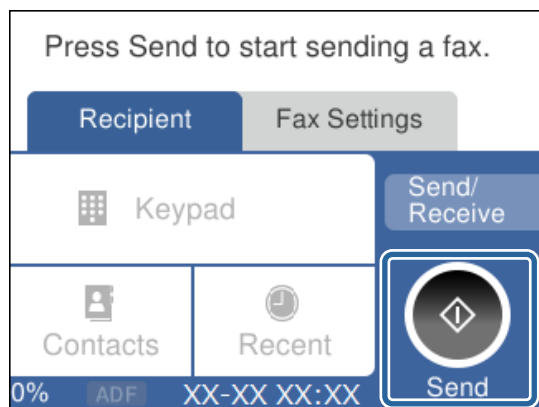 Press Send to start sending a fax.
Recipient
Fax Settings
Keypad
Send/
Receive
Contacts
Recent
0%
ADF
XX-XX XX:XX
Send